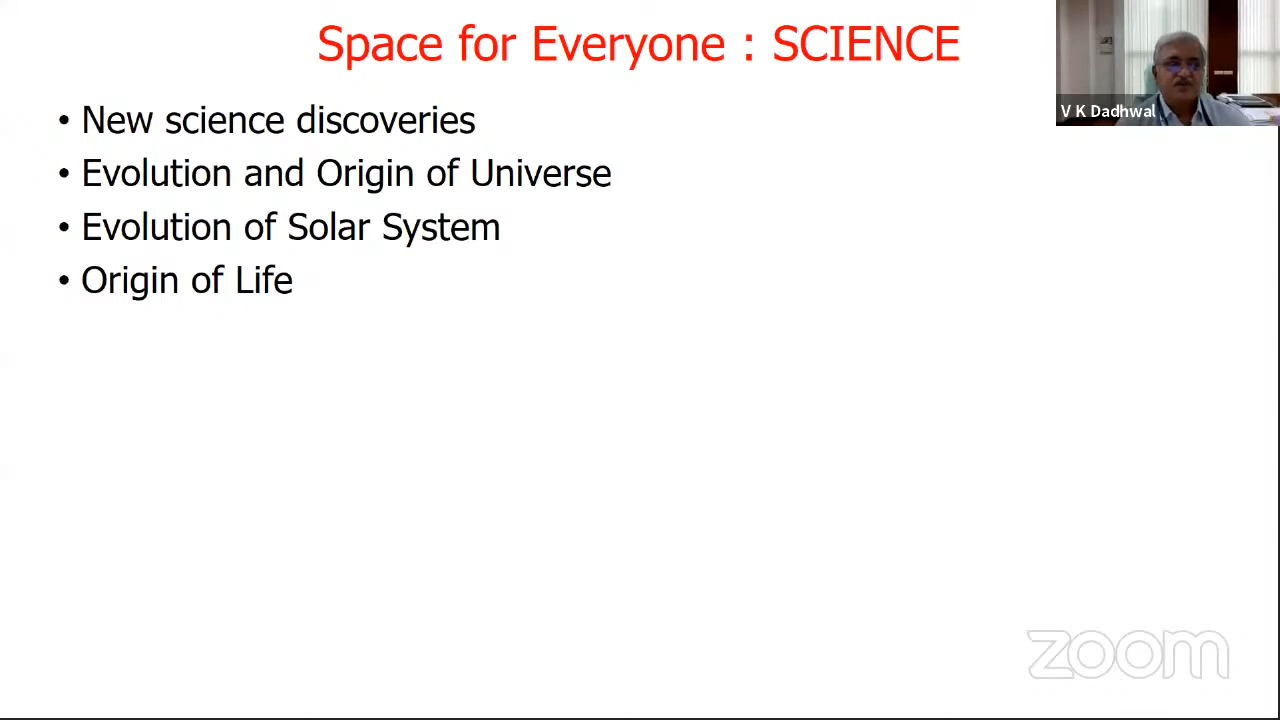 Space for Everyone : SCIENCE
V K Dadhwal
• New science discoveries
• Evolution and Origin of Universe
• Evolution of Solar System
• Origin of Life
zoom